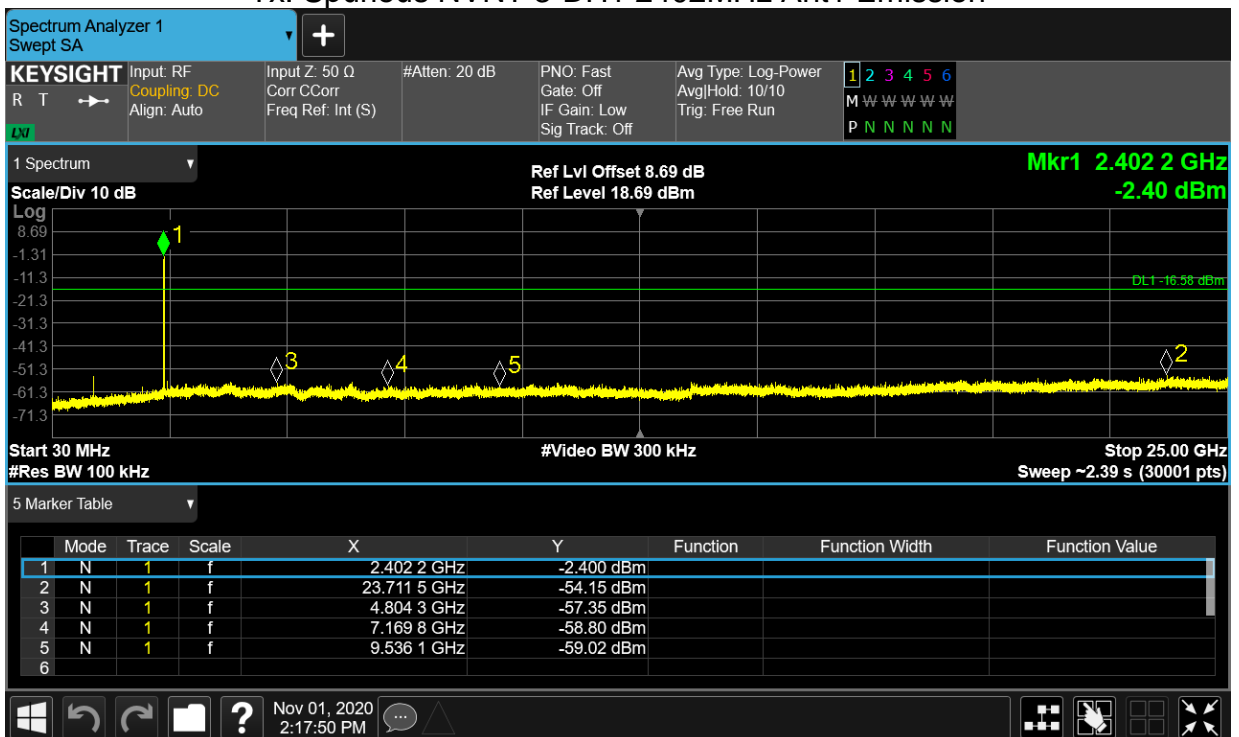 Tx. Spurious NVNT 3-DH1 2402MHz Ant1 Emission
Spectrum Analyzer 1
Swept SA
+
KEYSIGHT
R T
LXI
Input: RF
Coupling: DC
Align: Auto
Input Z: 50 Ω
Corr CCorr
Freq Ref: Int (S)
#Atten: 20 dB
PNO: Fast
Gate: Off
IF Gain: Low
Sig Track: Off
Avg Type: Log-Power
Avg|Hold: 10/10
Trig: Free Run
1 2 3 4 5 6
M W W W W W
P N N N N N
1 Spectrum
Scale/Div 10 dB
Ref Lvl Offset 8.69 dB
Ref Level 18.69 dBm
Mkr1 2.402 2 GHz
-2.40 dBm
Log
8.69
-1.31
-11.3
-21.3
-31.3
-41.3
-51.3
-61.3
-71.3
1
3
4
5
2
DL1 -16.58 dBm
Start 30 MHz
#Video BW 300 kHz
Stop 25.00 GHz
#Res BW 100 kHz
Sweep ~2.39 s (30001 pts)
5 Marker Table
Mode Trace Scale X Y Function Function Width Function Value
1 N 1 f 2.402 2 GHz -2.400 dBm
2 N 1 f 23.711 5 GHz -54.15 dBm
3 N 1 f 4.804 3 GHz -57.35 dBm
4 N 1 f 7.169 8 GHz -58.80 dBm
5 N 1 f 9.536 1 GHz -59.02 dBm
6
?
Nov 01, 2020
2:17:50 PM